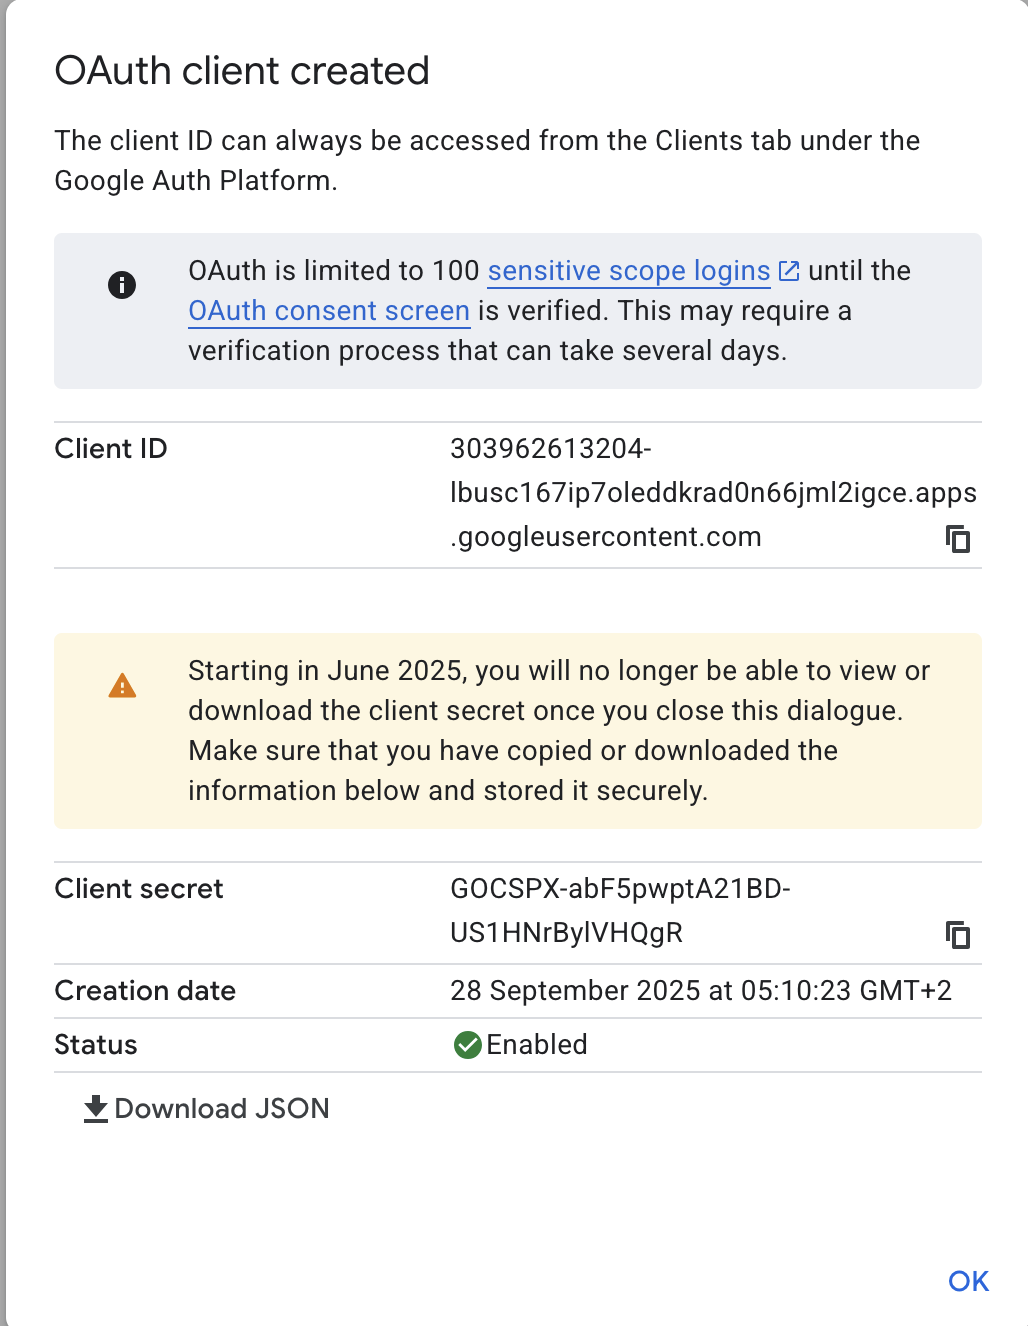 OAuth client created
The client ID can always be accessed from the Clients tab under the
Google Auth Platform.
OAuth is limited to 100 sensitive scope logins until the
OAuth consent screen is verified. This may require a
verification process that can take several days.
Client ID
303962613204-
lbusc167ip7oleddkrad0n66jml2igce.apps
.googleusercontent.com
Starting in June 2025, you will no longer be able to view or
download the client secret once you close this dialogue.
Make sure that you have copied or downloaded the
information below and stored it securely.
Client secret
GOCSPX-abF5pwptA21BD-
US1HNrBylVHQgR
Creation date
28 September 2025 at 05:10:23 GMT+2
Status
Enabled
Download JSON
OK